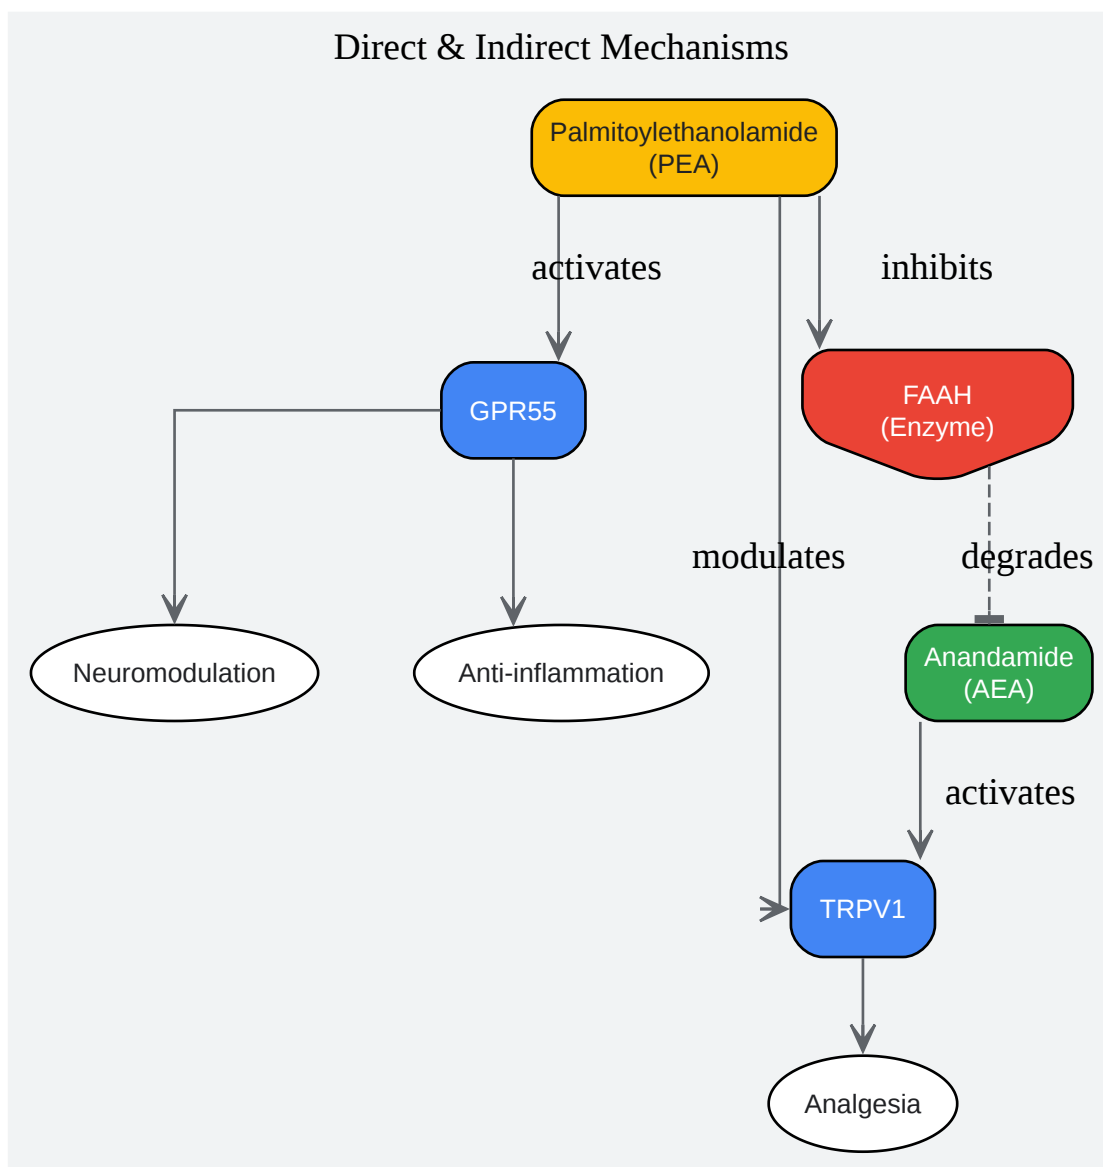 Direct & Indirect Mechanisms
Palmitoylethanolamide
(PEA)
activates
inhibits
GPR55
FAAH
(Enzyme)
modulates
degrades
Neuromodulation
Anti-inflammation
Anandamide
(AEA)
activates
TRPV1
Analgesia